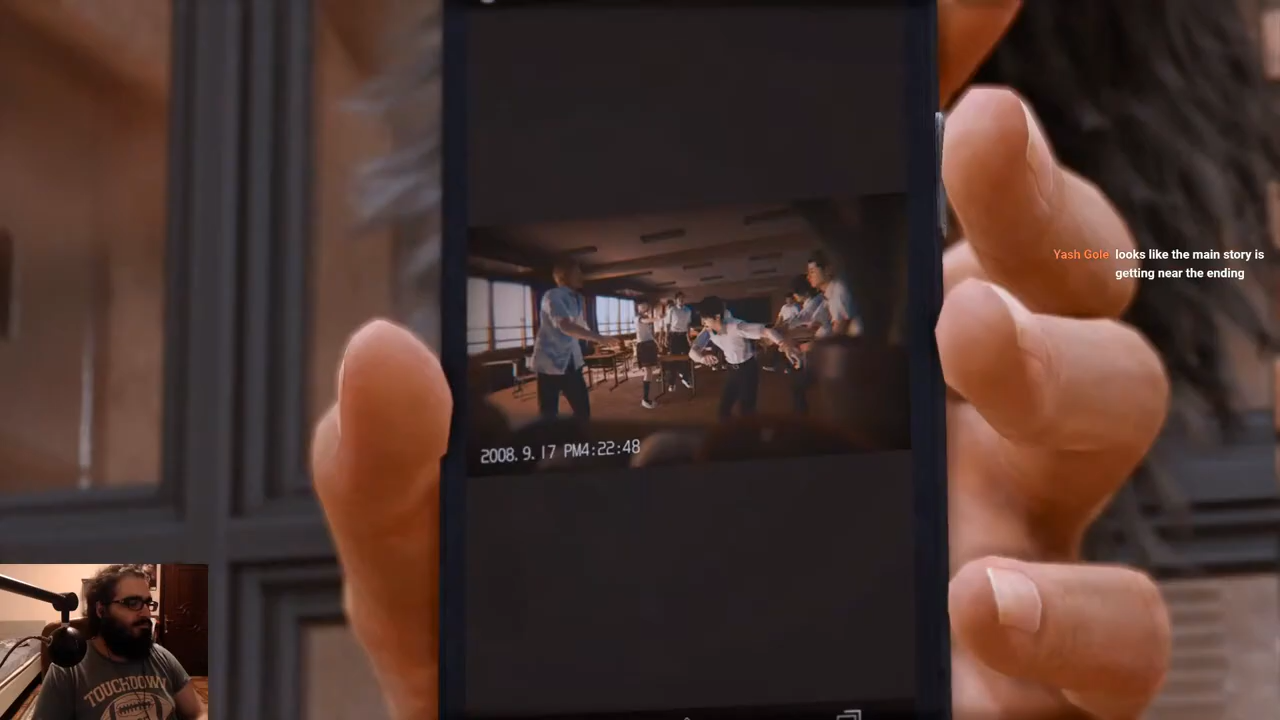 Yash Gole looks like the main story is
getting near the ending
2008. 9. 17 PM4:22:48
TOUCHDOWN